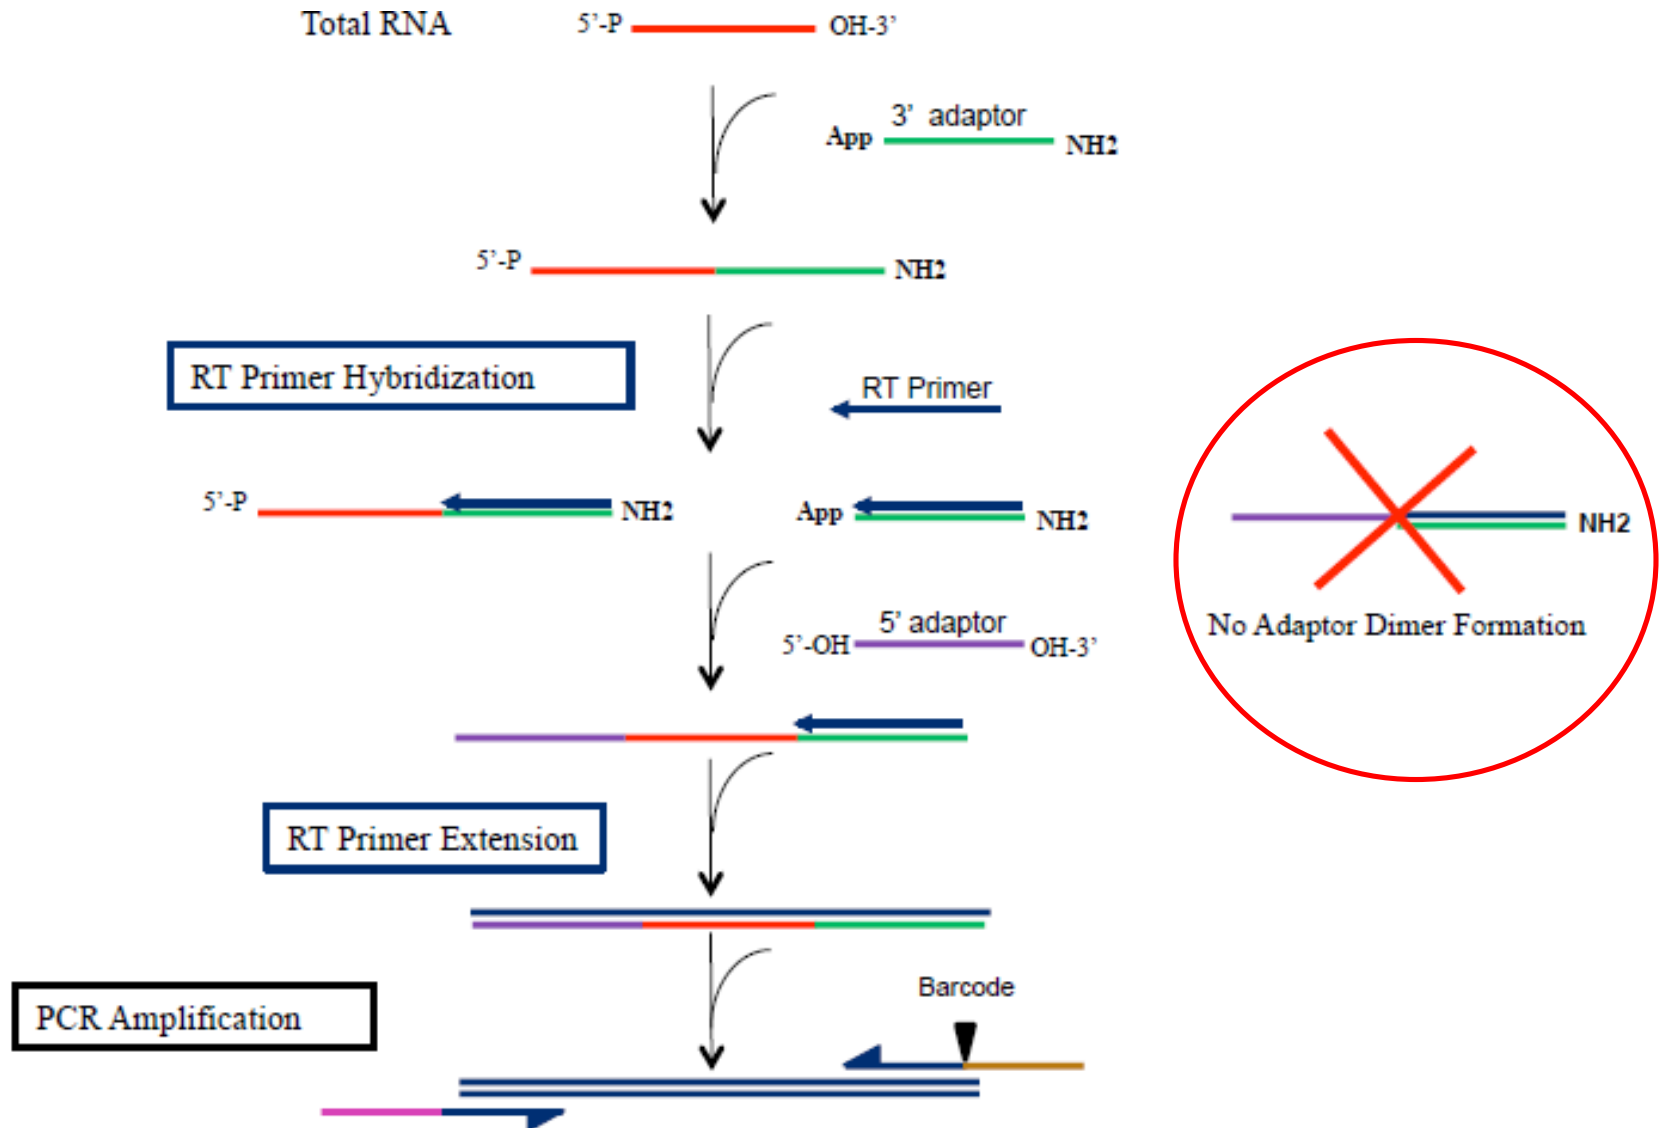 Total RNA
5’-P
OH-3’
3’ adaptor
App
NH2
5’-P
NH2
RT Primer Hybridization
RT Primer
5’-P
NH2
App
NH2
NH2
No Adaptor Dimer Formation
5’ adaptor
5’-OH
OH-3’
RT Primer Extension
Barcode
PCR Amplification